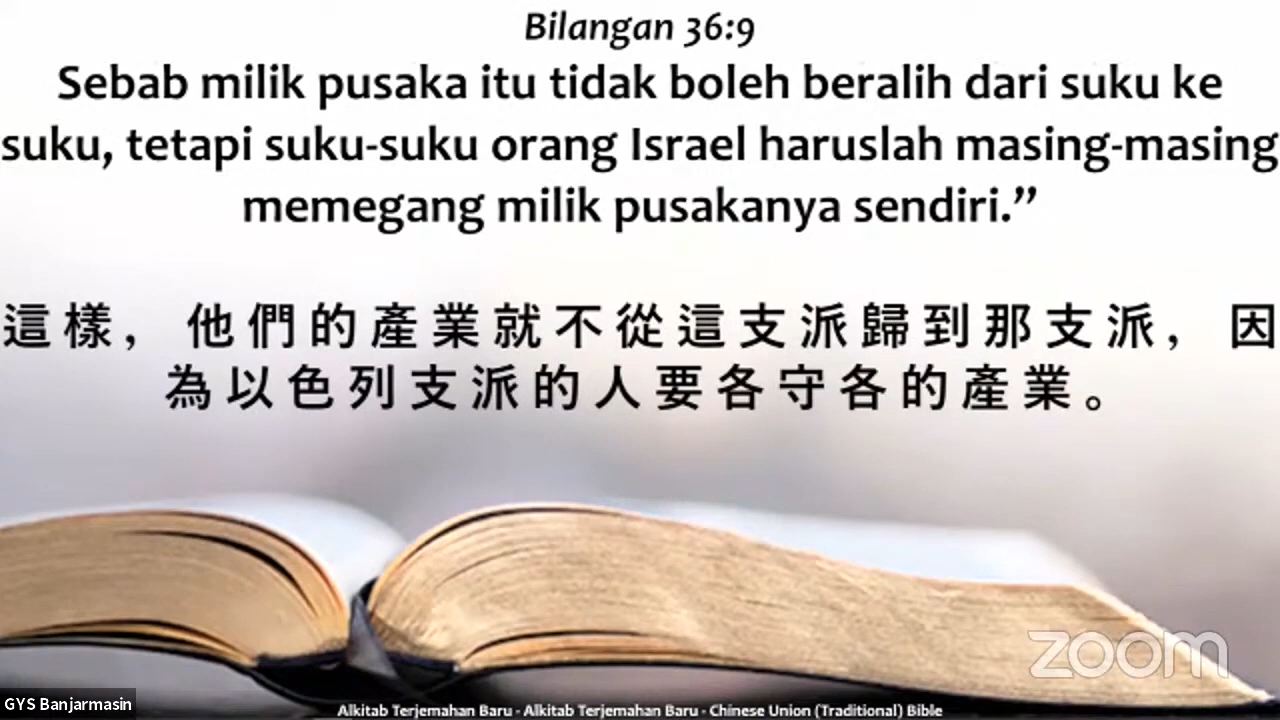 Bilangan 36:9
Sebab milik pusaka itu tidak boleh beralih dari suku ke
suku, tetapi suku-suku orang Israel haruslah masing-masing
memegang milik pusakanya sendiri.”
這樣，他們的產業就不從這支派歸到那支派，因
為以色列支派的人要各守各的產業。
zoom
GYS Banjarmasin
Alkitab Terjemahan Baru - Alkitab Terjemahan Baru - Chinese Union (Traditional) Bible